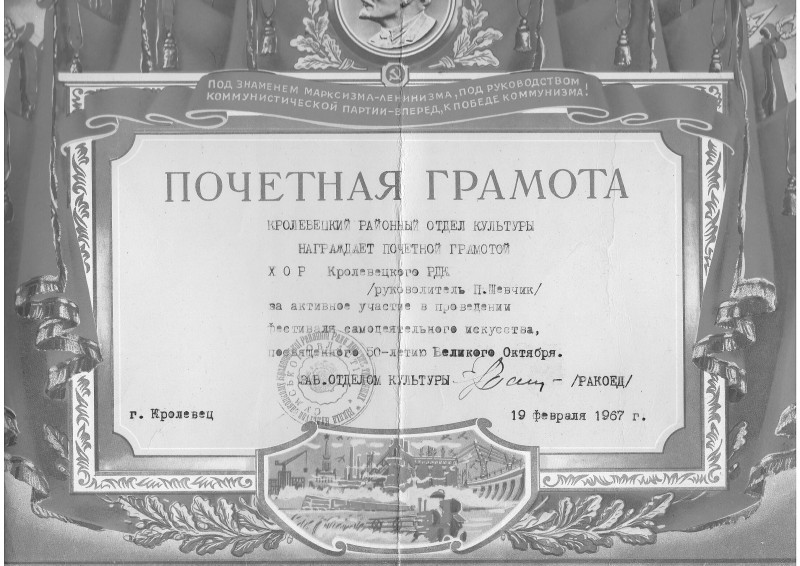 ПОД ЗНАМЕНЕМ МАРКСИЗМА-ЛЕНИНИЗМА, ПОД РУКОВОДСТВОМ
КОММУНИСТИЧЕСКОЙ ПАРТИИ-ВПЕРЕД, К ПОБЕДЕ КОММУНИЗМА!
ПОЧЕТНАЯ ГРАМОТА
КРОЛЕВЕЦКИЙ РАЙОННЫЙ ОТДЕЛ КУЛЬТУРЫ
НАГРАЖДАЕТ ПОЧЕТНОЙ ГРАМОТОЙ
Х О Р Кролевецкого РДК
/руководитель П.Шевчик/
за активное участие в проведении
фестиваля самодеятельного искусства,
посвященного 50-летию Великого Октября.
ЗАВ.ОТДЕЛОМ КУЛЬТУРЫ - /РАКОЕД/
г. Кролевец
19 февраля 1967 г.